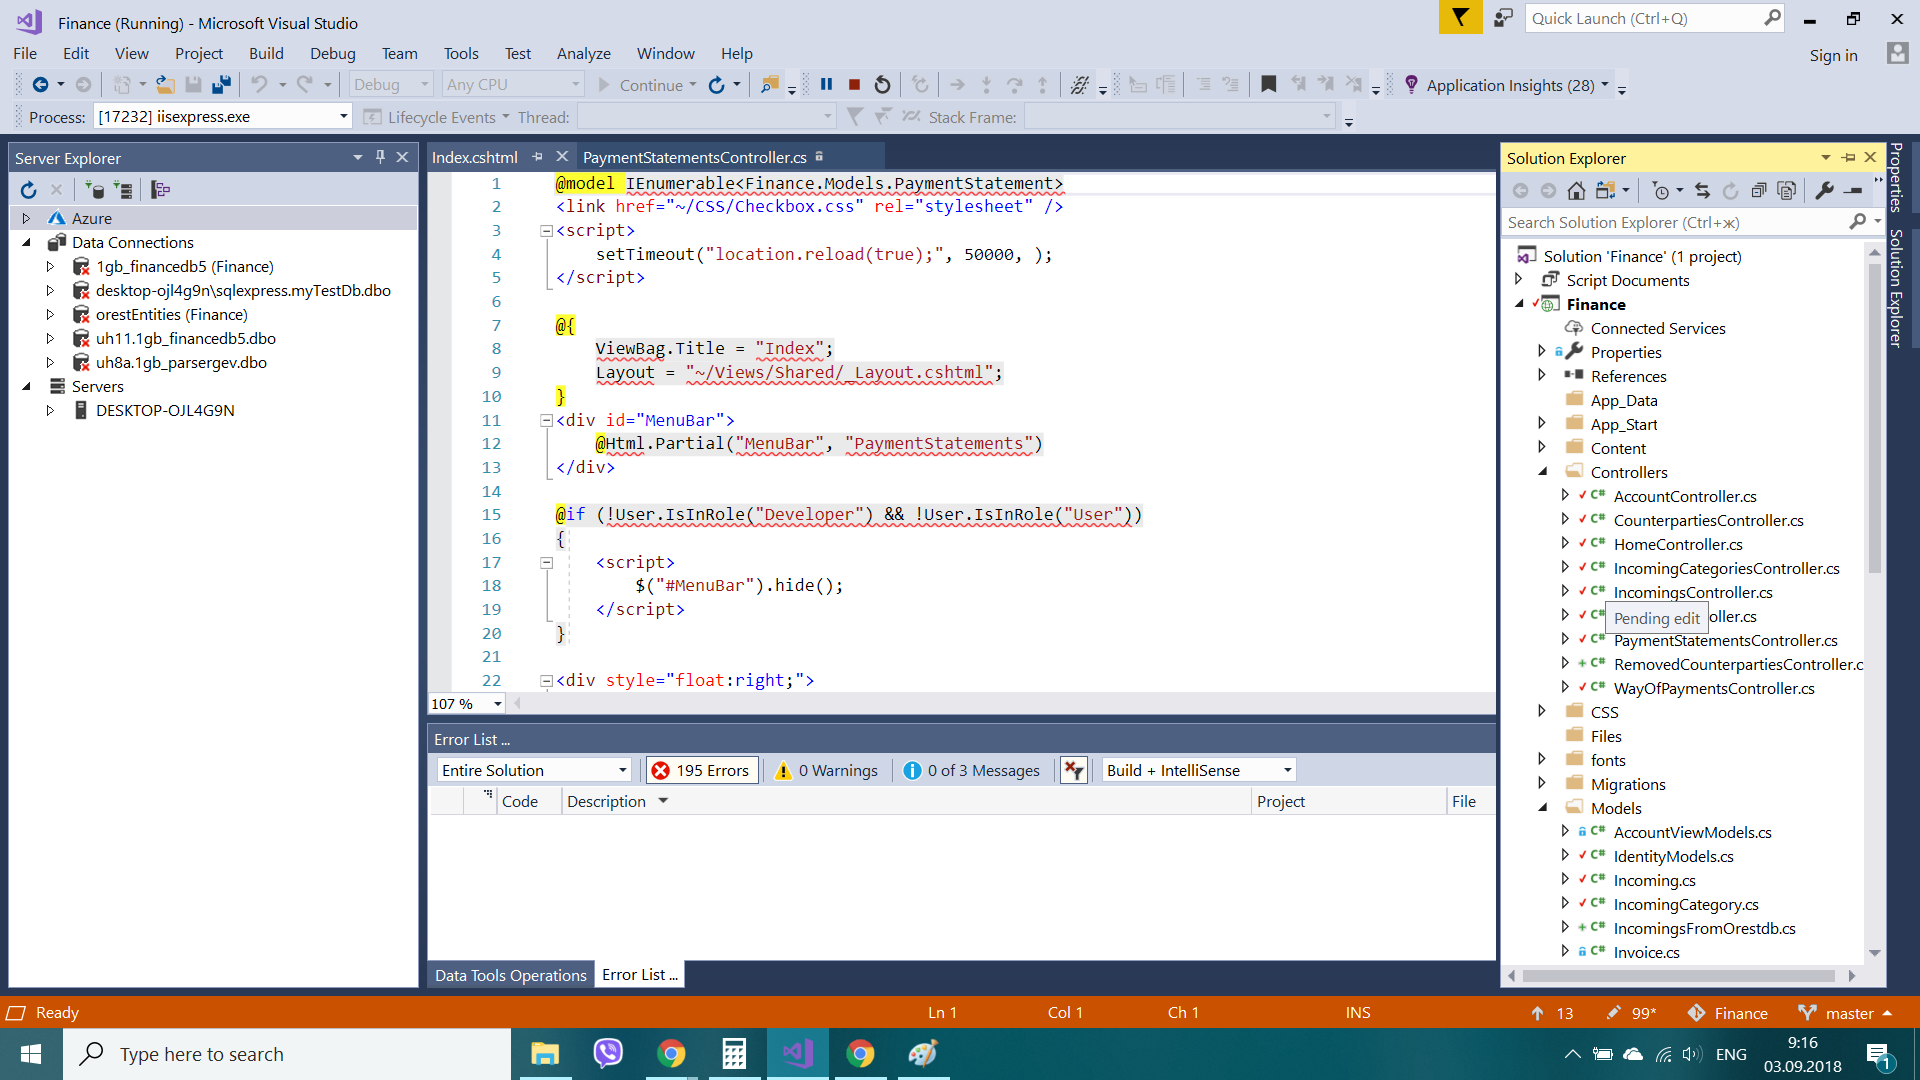 Finance (Running) - Microsoft Visual Studio
Quick Launch (Ctrl+Q)
File Edit View Project Build Debug Team Tools Test Analyze Window Help
Sign in
Debug Any CPU Continue Application Insights (28)
Process: [17232] iisexpress.exe Lifecycle Events Thread: Stack Frame:
Server Explorer
Azure
Data Connections
1gb_financedb5 (Finance)
desktop-ojl4g9n\sqlexpress.myTestDb.dbo
orestEntities (Finance)
uh11.1gb_financedb5.dbo
uh8a.1gb_parsergev.dbo
Servers
DESKTOP-OJL4G9N
Index.cshtml PaymentStatementsController.cs
1 @model IEnumerable<Finance.Models.PaymentStatement>
2 <link href="~/CSS/Checkbox.css" rel="stylesheet" />
3 <script>
4 setTimeout("location.reload(true);", 50000, );
5 </script>
6
7 @{
8 ViewBag.Title = "Index";
9 Layout = "~/Views/Shared/_Layout.cshtml";
10 }
11 <div id="MenuBar">
12 @Html.Partial("MenuBar", "PaymentStatements")
13 </div>
14
15 @if (!User.IsInRole("Developer") && !User.IsInRole("User"))
16 {
17 <script>
18 $("#MenuBar").hide();
19 </script>
20 }
21
22 <div style="float:right;">
107 %
Error List ...
Entire Solution 195 Errors 0 Warnings 0 of 3 Messages Build + IntelliSense
Code Description Project File
Data Tools Operations Error List ...
Solution Explorer
Search Solution Explorer (Ctrl+ж)
Solution 'Finance' (1 project)
Script Documents
Finance
Connected Services
Properties
References
App_Data
App_Start
Content
Controllers
C# AccountController.cs
C# CounterpartiesController.cs
C# HomeController.cs
C# IncomingCategoriesController.cs
C# IncomingsController.cs
C# oller.cs
Pending edit
C# PaymentStatementsController.cs
C# RemovedCounterpartiesController.c
C# WayOfPaymentsController.cs
CSS
Files
fonts
Migrations
Models
C# AccountViewModels.cs
C# IdentityModels.cs
C# Incoming.cs
C# IncomingCategory.cs
C# IncomingsFromOrestdb.cs
C# Invoice.cs
Properties
Solution Explorer
Ready Ln 1 Col 1 Ch 1 INS 13 99* Finance master
Type here to search
ENG
9:16
03.09.2018
1